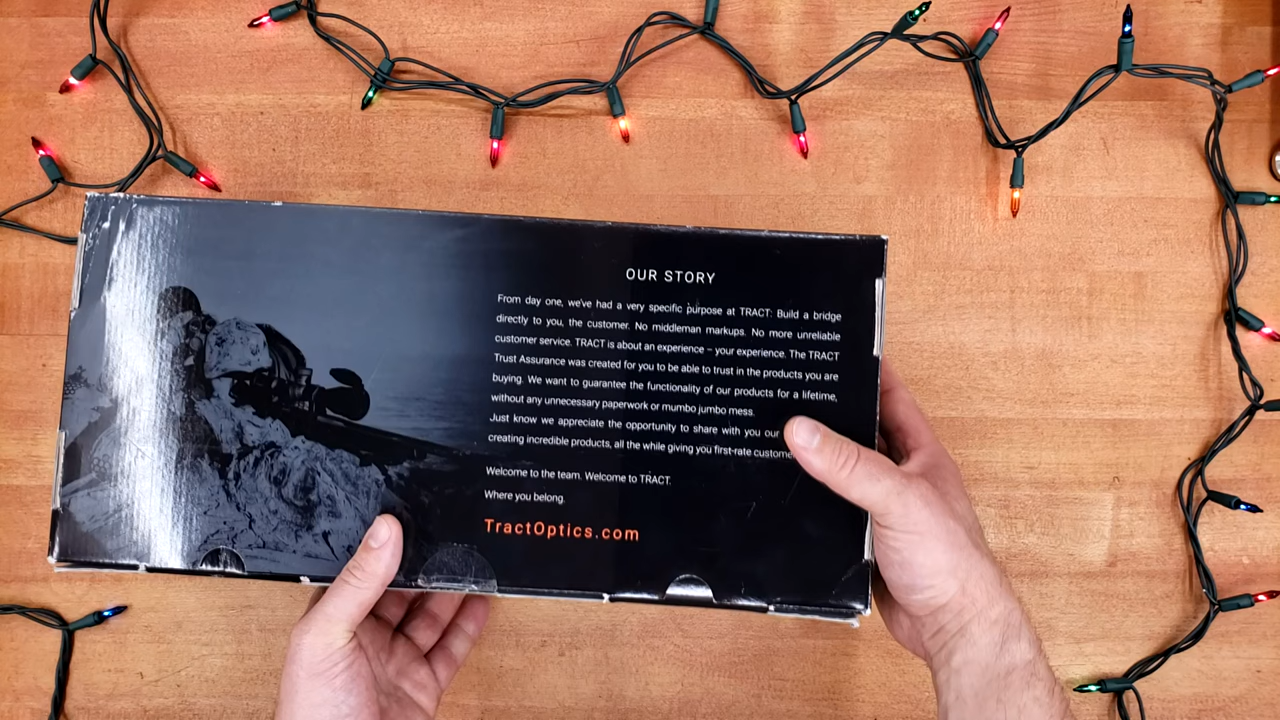 OUR STORY
From day one, we've had a very specific purpose at TRACT: Build a bridge
directly to you, the customer. No middleman markups. No more unreliable
customer service. TRACT is about an experience – your experience. The TRACT
Trust Assurance was created for you to be able to trust in the products you are
buying. We want to guarantee the functionality of our products for a lifetime,
without any unnecessary paperwork or mumbo jumbo mess.
Just know we appreciate the opportunity to share with you our
creating incredible products, all the while giving you first-rate
Welcome to the team. Welcome to TRACT.
Where you belong.
TractOptics.com